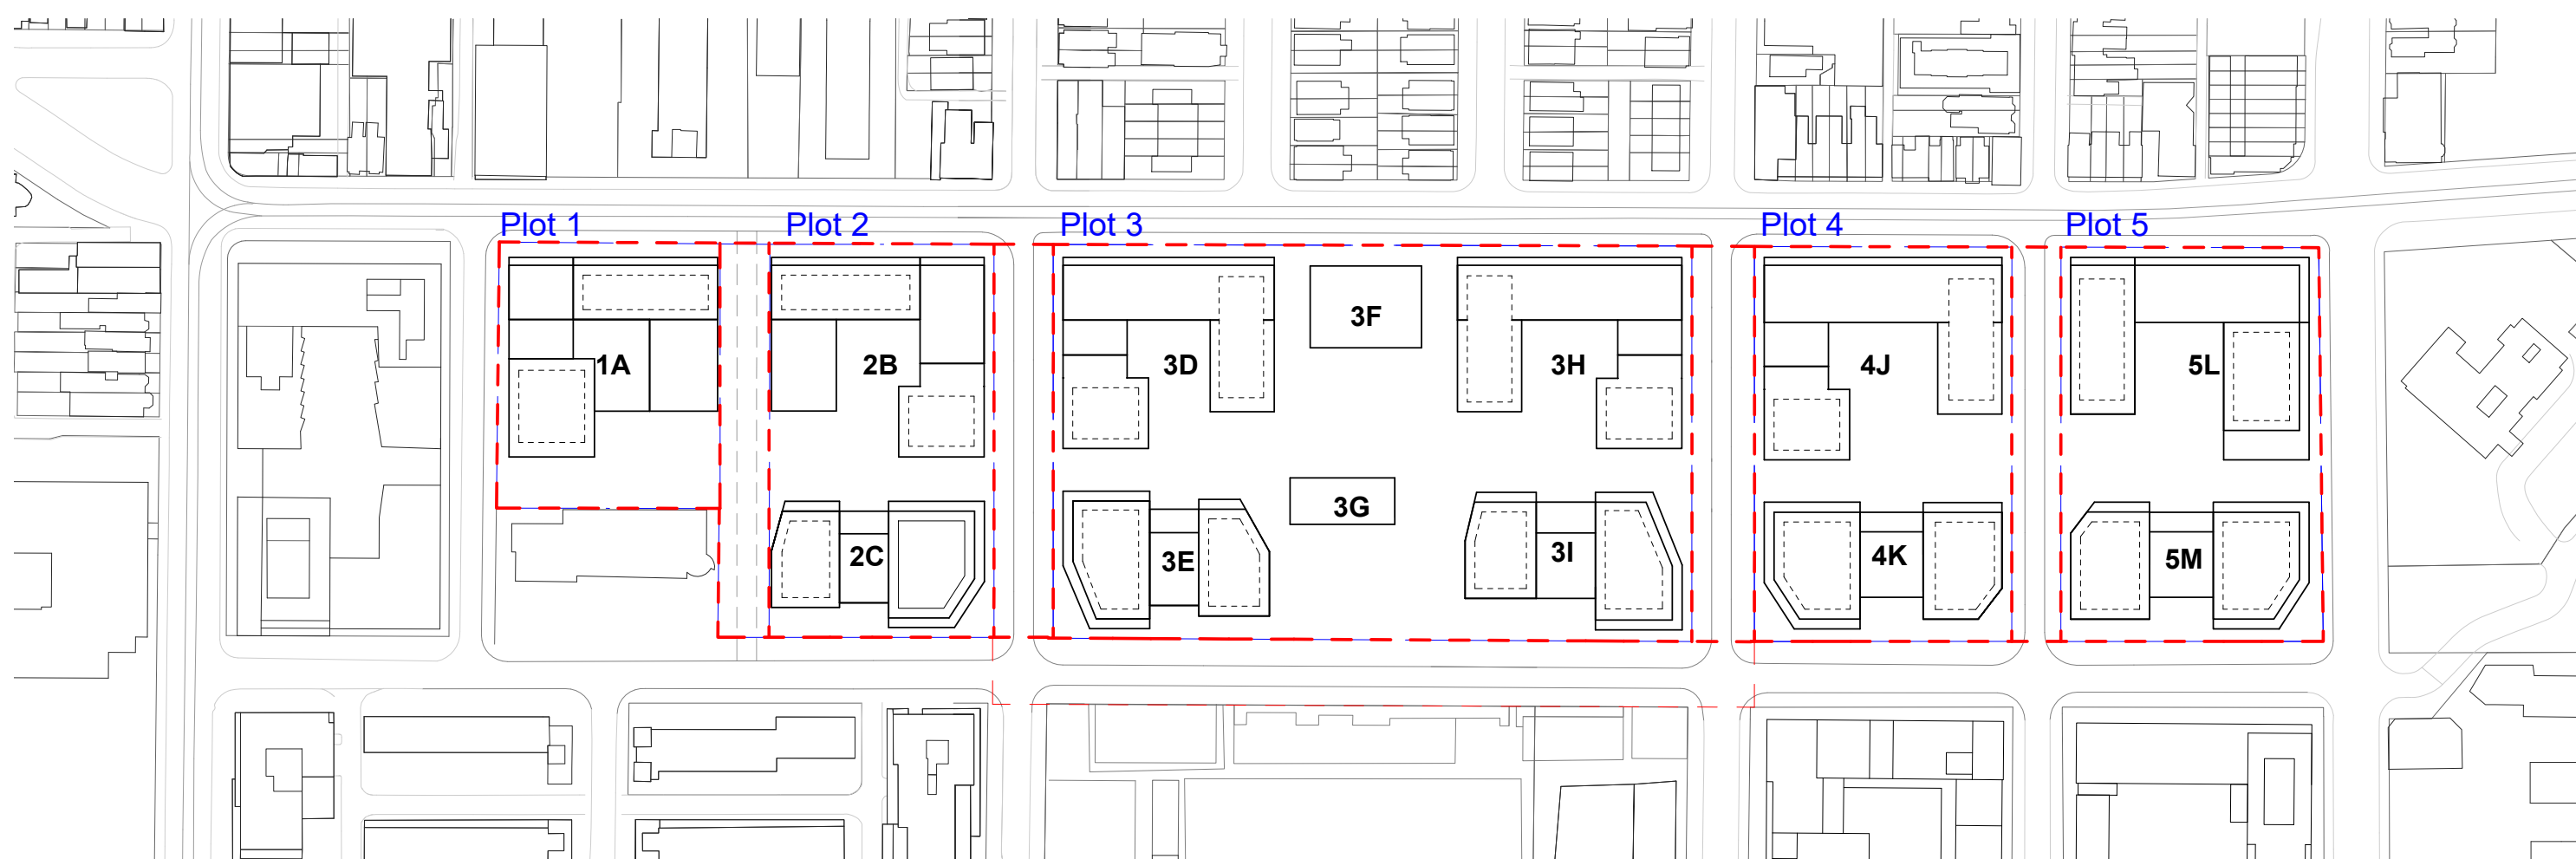 Plot 1
Plot 2
Plot 3
Plot 4
Plot 5
3F
1A
2B
3D
3H
4J
5L
3G
2C
3E
3I
4K
5M